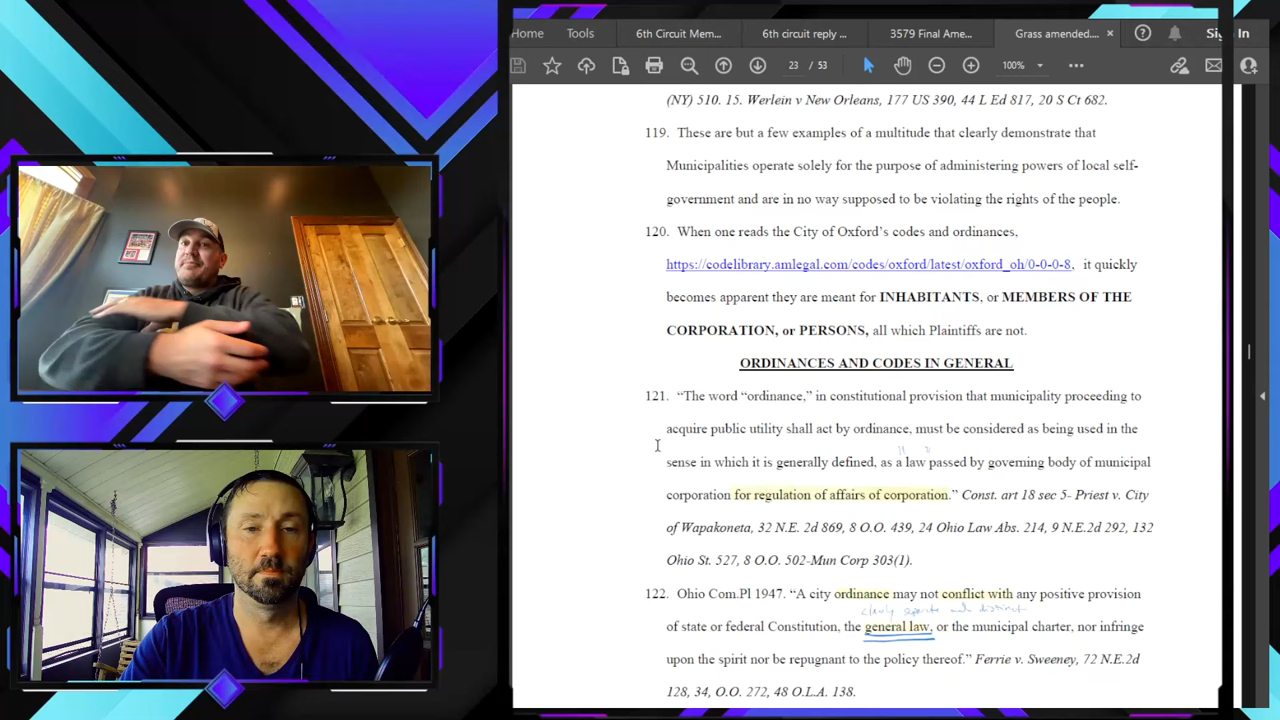 Home Tools 6th Circuit Mem... 6th circuit reply ... 3579 Final Ame... Grass amended.... × Sign In
23 / 53 100%
(NY) 510. 15. Werlein v New Orleans, 177 US 390, 44 L Ed 817, 20 S Ct 682.
119. These are but a few examples of a multitude that clearly demonstrate that
Municipalities operate solely for the purpose of administering powers of local self-
government and are in no way supposed to be violating the rights of the people.
120. When one reads the City of Oxford's codes and ordinances,
https://codelibrary.amlegal.com/codes/oxford/latest/oxford_oh/0-0-0-8, it quickly
becomes apparent they are meant for INHABITANTS, or MEMBERS OF THE
CORPORATION, or PERSONS, all which Plaintiffs are not.
ORDINANCES AND CODES IN GENERAL
121. “The word “ordinance,” in constitutional provision that municipality proceeding to
acquire public utility shall act by ordinance, must be considered as being used in the
sense in which it is generally defined, as a law passed by governing body of municipal
corporation for regulation of affairs of corporation.” Const. art 18 sec 5- Priest v. City
of Wapakoneta, 32 N.E. 2d 869, 8 O.O. 439, 24 Ohio Law Abs. 214, 9 N.E.2d 292, 132
Ohio St. 527, 8 O.O. 502-Mun Corp 303(1).
122. Ohio Com.Pl 1947. “A city ordinance may not conflict with any positive provision
clearly separate and distinct
of state or federal Constitution, the general law, or the municipal charter, nor infringe
upon the spirit nor be repugnant to the policy thereof.” Ferrie v. Sweeney, 72 N.E.2d
128, 34, O.O. 272, 48 O.L.A. 138.